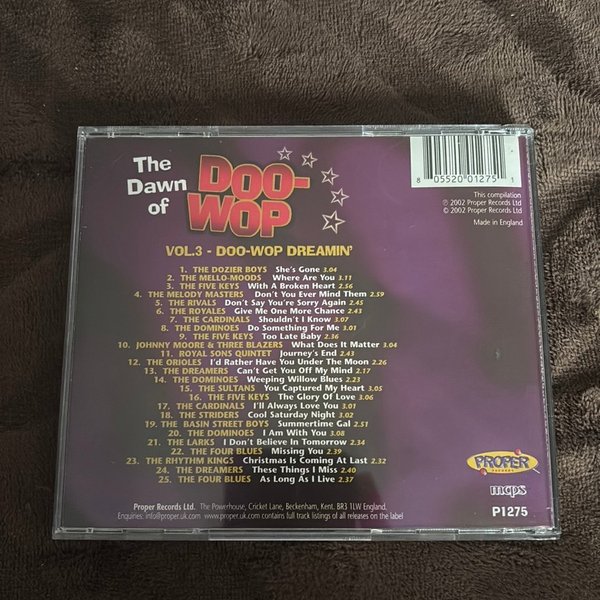 The
Dawn
of
DOO-
WOP
VOL.3 - DOO-WOP DREAMIN'
8 05520 01275 1
This compilation
℗ 2002 Proper Records Ltd
© 2002 Proper Records Ltd
Made in England
1. THE DOZIER BOYS She's Gone 3.04
2. THE MELLO-MOODS Where Are You 3.11
3. THE FIVE KEYS With A Broken Heart 2.56
4. THE MELODY MASTERS Don't You Ever Mind Them 2.59
5. THE RIVALS Don't Say You're Sorry Again 2.45
6. THE ROYALES Give Me One More Chance 2.43
7. THE CARDINALS Shouldn't I Know 3.07
8. THE DOMINOES Do Something For Me 3.01
9. THE FIVE KEYS Too Late Baby 2.36
10. JOHNNY MOORE & THREE BLAZERS What Does It Matter 3.04
11. ROYAL SONS QUINTET Journey's End 2.43
12. THE ORIOLES I'd Rather Have You Under The Moon 2.26
13. THE DREAMERS Can't Get You Off My Mind 2.17
14. THE DOMINOES Weeping Willow Blues 2.23
15. THE SULTANS You Captured My Heart 3.05
16. THE FIVE KEYS The Glory Of Love 3.06
17. THE CARDINALS I'll Always Love You 3.01
18. THE STRIDERS Cool Saturday Night 3.02
19. THE BASIN STREET BOYS Summertime Gal 2.51
20. THE DOMINOES I Am With You 3.08
21. THE LARKS I Don't Believe In Tomorrow 2.34
22. THE FOUR BLUES Missing You 2.39
23. THE RHYTHM KINGS Christmas Is Coming At Last 2.32
24. THE DREAMERS These Things I Miss 2.40
25. THE FOUR BLUES As Long As I Live 2.37
PROPER
RECORDS
mcps
P1275
Proper Records Ltd. The Powerhouse, Cricket Lane, Beckenham, Kent. BR3 1LW England.
Enquiries: info@proper.uk.com www.proper.uk.com contains full track listings of all releases on the label